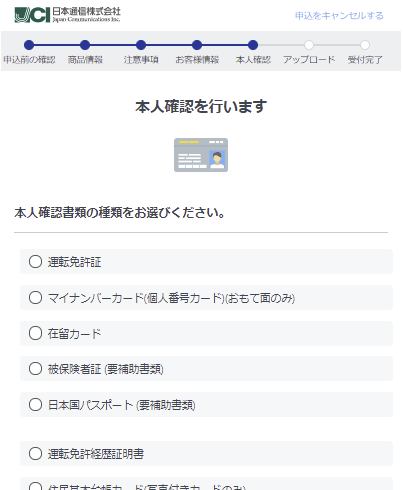 JCI 日本通信株式会社
Japan Communications Inc.
申込をキャンセルする
申込前の確認 商品情報 注意事項 お客様情報 本人確認 アップロード 受付完了
本人確認を行います
本人確認書類の種類をお選びください。
運転免許証
マイナンバーカード(個人番号カード)(おもて面のみ)
在留カード
被保険者証 (要補助書類)
日本国パスポート (要補助書類)
運転免許経歴証明書
住民基本台帳カード(写真付きカードのみ)